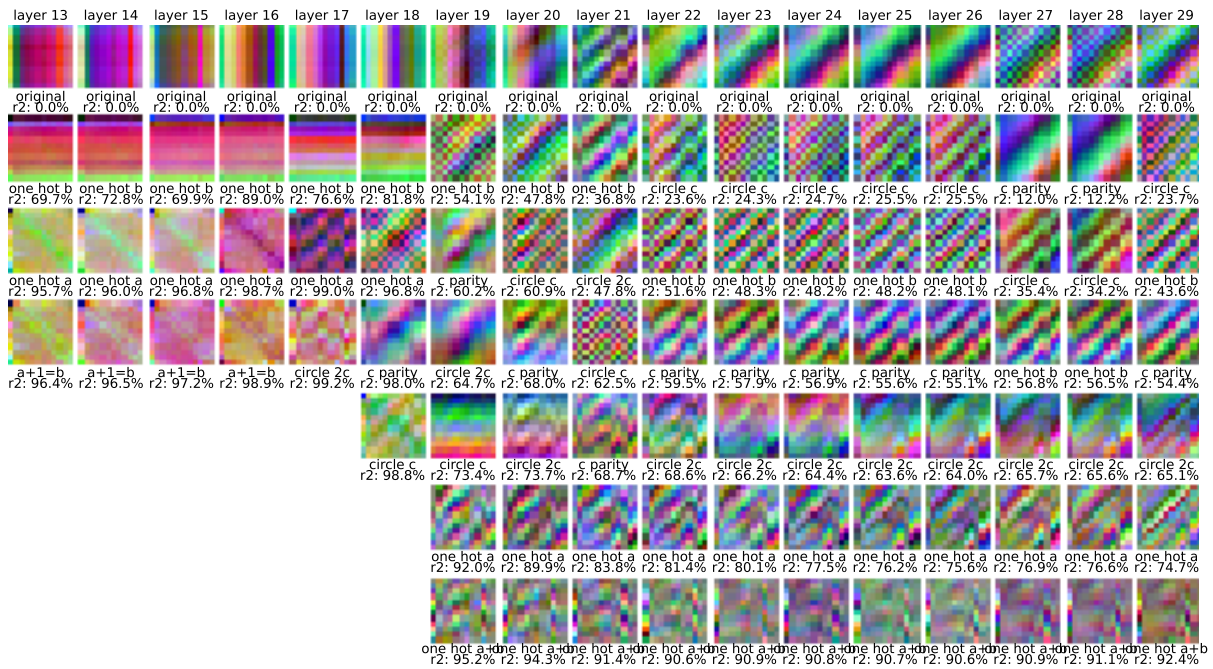 layer 13 layer 14 layer 15 layer 16 layer 17 layer 18 layer 19 layer 20 layer 21 layer 22 layer 23 layer 24 layer 25 layer 26 layer 27 layer 28 layer 29
original original original original original original original original original original original original original original original original original
r2: 0.0% r2: 0.0% r2: 0.0% r2: 0.0% r2: 0.0% r2: 0.0% r2: 0.0% r2: 0.0% r2: 0.0% r2: 0.0% r2: 0.0% r2: 0.0% r2: 0.0% r2: 0.0% r2: 0.0% r2: 0.0% r2: 0.0%
one hot b one hot b one hot b one hot b one hot b one hot b one hot b one hot b one hot b circle c circle c circle c circle c circle c c parity c parity circle c
r2: 69.7% r2: 72.8% r2: 69.9% r2: 89.0% r2: 76.6% r2: 81.8% r2: 54.1% r2: 47.8% r2: 36.8% r2: 23.6% r2: 24.3% r2: 24.7% r2: 25.5% r2: 25.5% r2: 12.0% r2: 12.2% r2: 23.7%
one hot a one hot a one hot a one hot a one hot a one hot a c parity circle c circle 2c one hot b one hot b one hot b one hot b one hot b circle c circle c one hot b
r2: 95.7% r2: 96.0% r2: 96.8% r2: 98.7% r2: 99.0% r2: 96.8% r2: 60.2% r2: 60.9% r2: 47.8% r2: 51.6% r2: 48.3% r2: 48.2% r2: 48.2% r2: 48.1% r2: 35.4% r2: 34.2% r2: 43.6%
a+1=b a+1=b a+1=b a+1=b circle 2c c parity circle 2c c parity circle c c parity c parity c parity c parity c parity one hot b one hot b c parity
r2: 96.4% r2: 96.5% r2: 97.2% r2: 98.9% r2: 99.2% r2: 98.0% r2: 64.7% r2: 68.0% r2: 62.5% r2: 59.5% r2: 57.9% r2: 56.9% r2: 55.6% r2: 55.1% r2: 56.8% r2: 56.5% r2: 54.4%
circle c circle c circle 2c c parity circle 2c circle 2c circle 2c circle 2c circle 2c circle 2c circle 2c circle 2c
r2: 98.8% r2: 73.4% r2: 73.7% r2: 68.7% r2: 68.6% r2: 66.2% r2: 64.4% r2: 63.6% r2: 64.0% r2: 65.7% r2: 65.6% r2: 65.1%
one hot a one hot a one hot a one hot a one hot a one hot a one hot a one hot a one hot a one hot a one hot a
r2: 92.0% r2: 89.9% r2: 83.8% r2: 81.4% r2: 80.1% r2: 77.5% r2: 76.2% r2: 75.6% r2: 76.9% r2: 76.6% r2: 74.7%
one hot a+b one hot a+b one hot a+b one hot a+b one hot a+b one hot a+b one hot a+b one hot a+b one hot a+b one hot a+b one hot a+b
r2: 95.2% r2: 94.3% r2: 91.4% r2: 90.6% r2: 90.9% r2: 90.8% r2: 90.7% r2: 90.6% r2: 90.9% r2: 91.1% r2: 93.4%